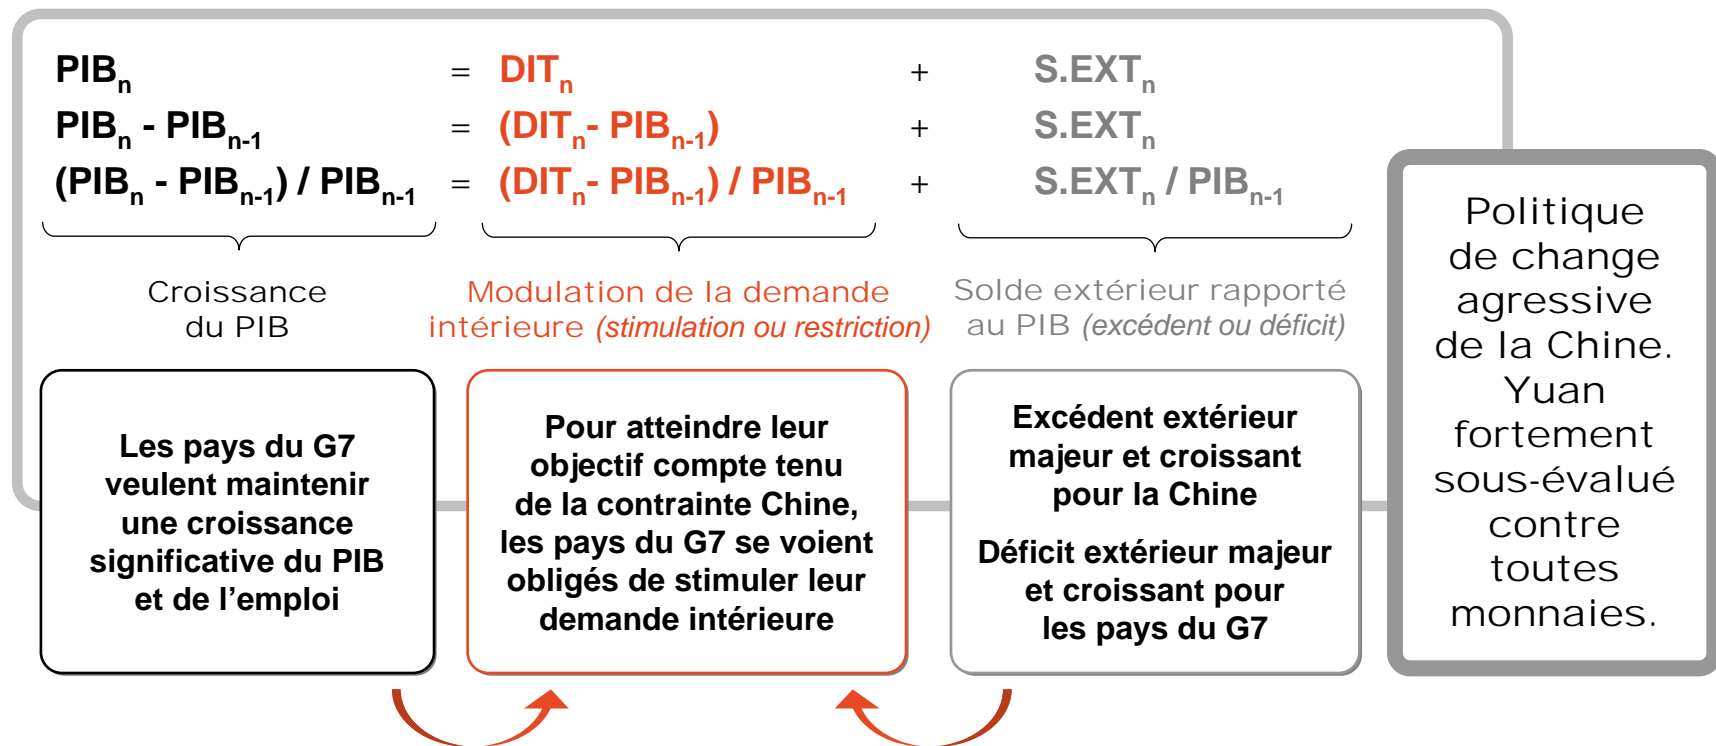 PIBn = DITn + S.EXTn
PIBn - PIBn-1 = (DITn- PIBn-1) + S.EXTn
(PIBn - PIBn-1) / PIBn-1 = (DITn- PIBn-1) / PIBn-1 + S.EXTn / PIBn-1
Croissance
du PIB
Modulation de la demande
intérieure (stimulation ou restriction)
Solde extérieur rapporté
au PIB (excédent ou déficit)
Les pays du G7
veulent maintenir
une croissance
significative du PIB
et de l’emploi
Pour atteindre leur
objectif compte tenu
de la contrainte Chine,
les pays du G7 se voient
obligés de stimuler leur
demande intérieure
Excédent extérieur
majeur et croissant
pour la Chine
Déficit extérieur majeur
et croissant pour
les pays du G7
Politique
de change
agressive
de la Chine.
Yuan
fortement
sous-évalué
contre
toutes
monnaies.